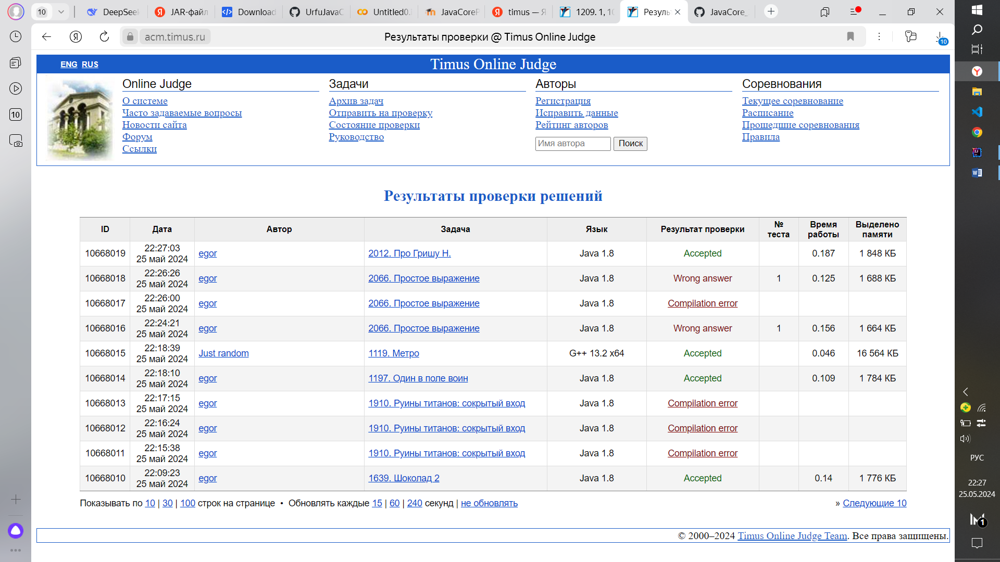 10
DeepSeek
JAR-файл
Download
UrfuJavaC
Untitled0.i
JavaCoreP
timus — Я
1209. 1, 10
Резуль
JavaCore_
acm.timus.ru
Результаты проверки @ Timus Online Judge
10
10
ENG RUS
Timus Online Judge
Online Judge
О системе
Часто задаваемые вопросы
Новости сайта
Форум
Ссылки
Задачи
Архив задач
Отправить на проверку
Состояние проверки
Руководство
Авторы
Регистрация
Исправить данные
Рейтинг авторов
Имя автора Поиск
Соревнования
Текущее соревнование
Расписание
Прошедшие соревнования
Правила
Результаты проверки решений
ID Дата Автор Задача Язык Результат проверки № теста Время работы Выделено памяти
10668019 22:27:03 25 май 2024 egor 2012. Про Гришу Н. Java 1.8 Accepted 0.187 1 848 КБ
10668018 22:26:26 25 май 2024 egor 2066. Простое выражение Java 1.8 Wrong answer 1 0.125 1 688 КБ
10668017 22:26:00 25 май 2024 egor 2066. Простое выражение Java 1.8 Compilation error
10668016 22:24:21 25 май 2024 egor 2066. Простое выражение Java 1.8 Wrong answer 1 0.156 1 664 КБ
10668015 22:18:39 25 май 2024 Just random 1119. Метро G++ 13.2 x64 Accepted 0.046 16 564 КБ
10668014 22:18:10 25 май 2024 egor 1197. Один в поле воин Java 1.8 Accepted 0.109 1 784 КБ
10668013 22:17:15 25 май 2024 egor 1910. Руины титанов: сокрытый вход Java 1.8 Compilation error
10668012 22:16:24 25 май 2024 egor 1910. Руины титанов: сокрытый вход Java 1.8 Compilation error
10668011 22:15:38 25 май 2024 egor 1910. Руины титанов: сокрытый вход Java 1.8 Compilation error
10668010 22:09:23 25 май 2024 egor 1639. Шоколад 2 Java 1.8 Accepted 0.14 1 776 КБ
Показывать по 10 | 30 | 100 строк на странице • Обновлять каждые 15 | 60 | 240 секунд | не обновлять
» Следующие 10
© 2000–2024 Timus Online Judge Team. Все права защищены.
РУС
22:27
25.05.2024
1